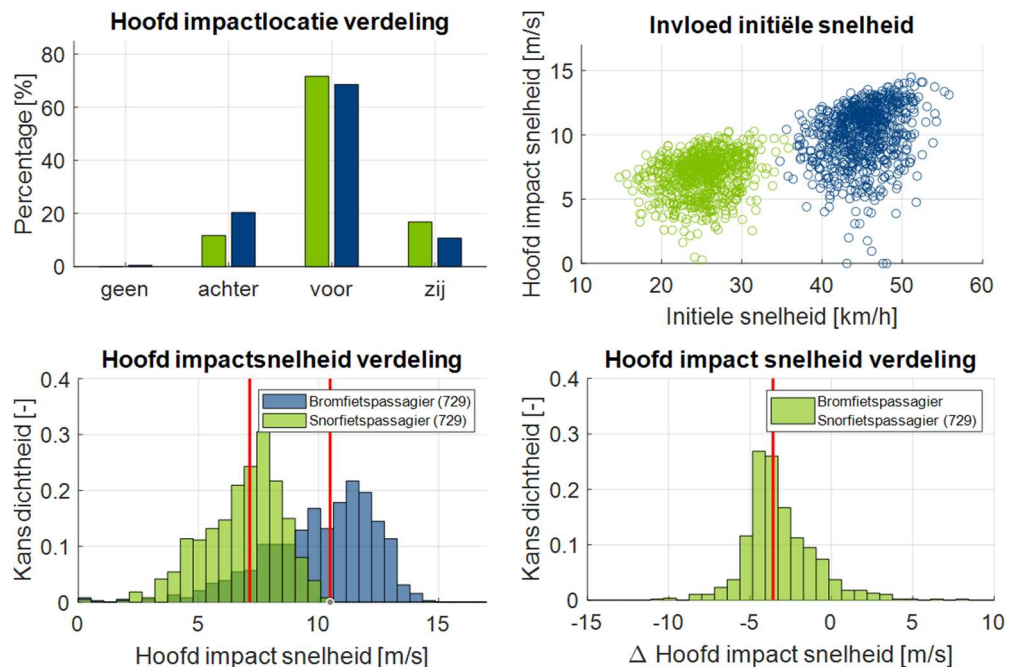 Hoofd impactlocatie verdeling
Percentage [%]
80
60
40
20
0
geen
achter
voor
zij
Invloed initiële snelheid
Hoofd impact snelheid [m/s]
15
10
5
0
10
20
30
40
50
60
Initiele snelheid [km/h]
Hoofd impactsnelheid verdeling
Kans dichtheid [-]
0.4
0.3
0.2
0.1
0
Bromfietspassagier (729)
Snorfietspassagier (729)
0
5
10
15
Hoofd impact snelheid [m/s]
Hoofd impact snelheid verdeling
Kans dichtheid [-]
0.4
0.3
0.2
0.1
0
Bromfietspassagier
Snorfietspassagier (729)
-15
-10
-5
0
5
10
Δ Hoofd impact snelheid [m/s]